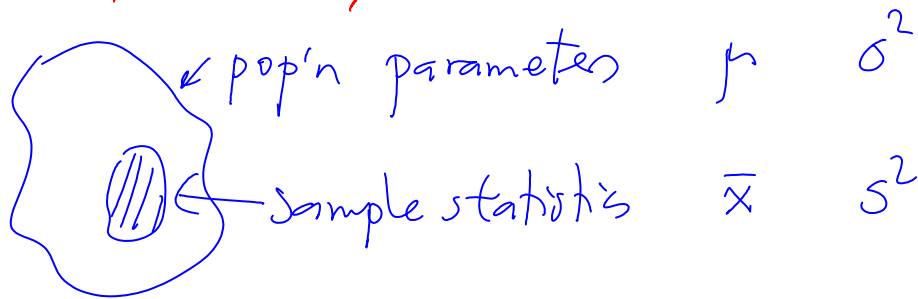 pop'n parameters μ σ²
sample statistics x̄ s²